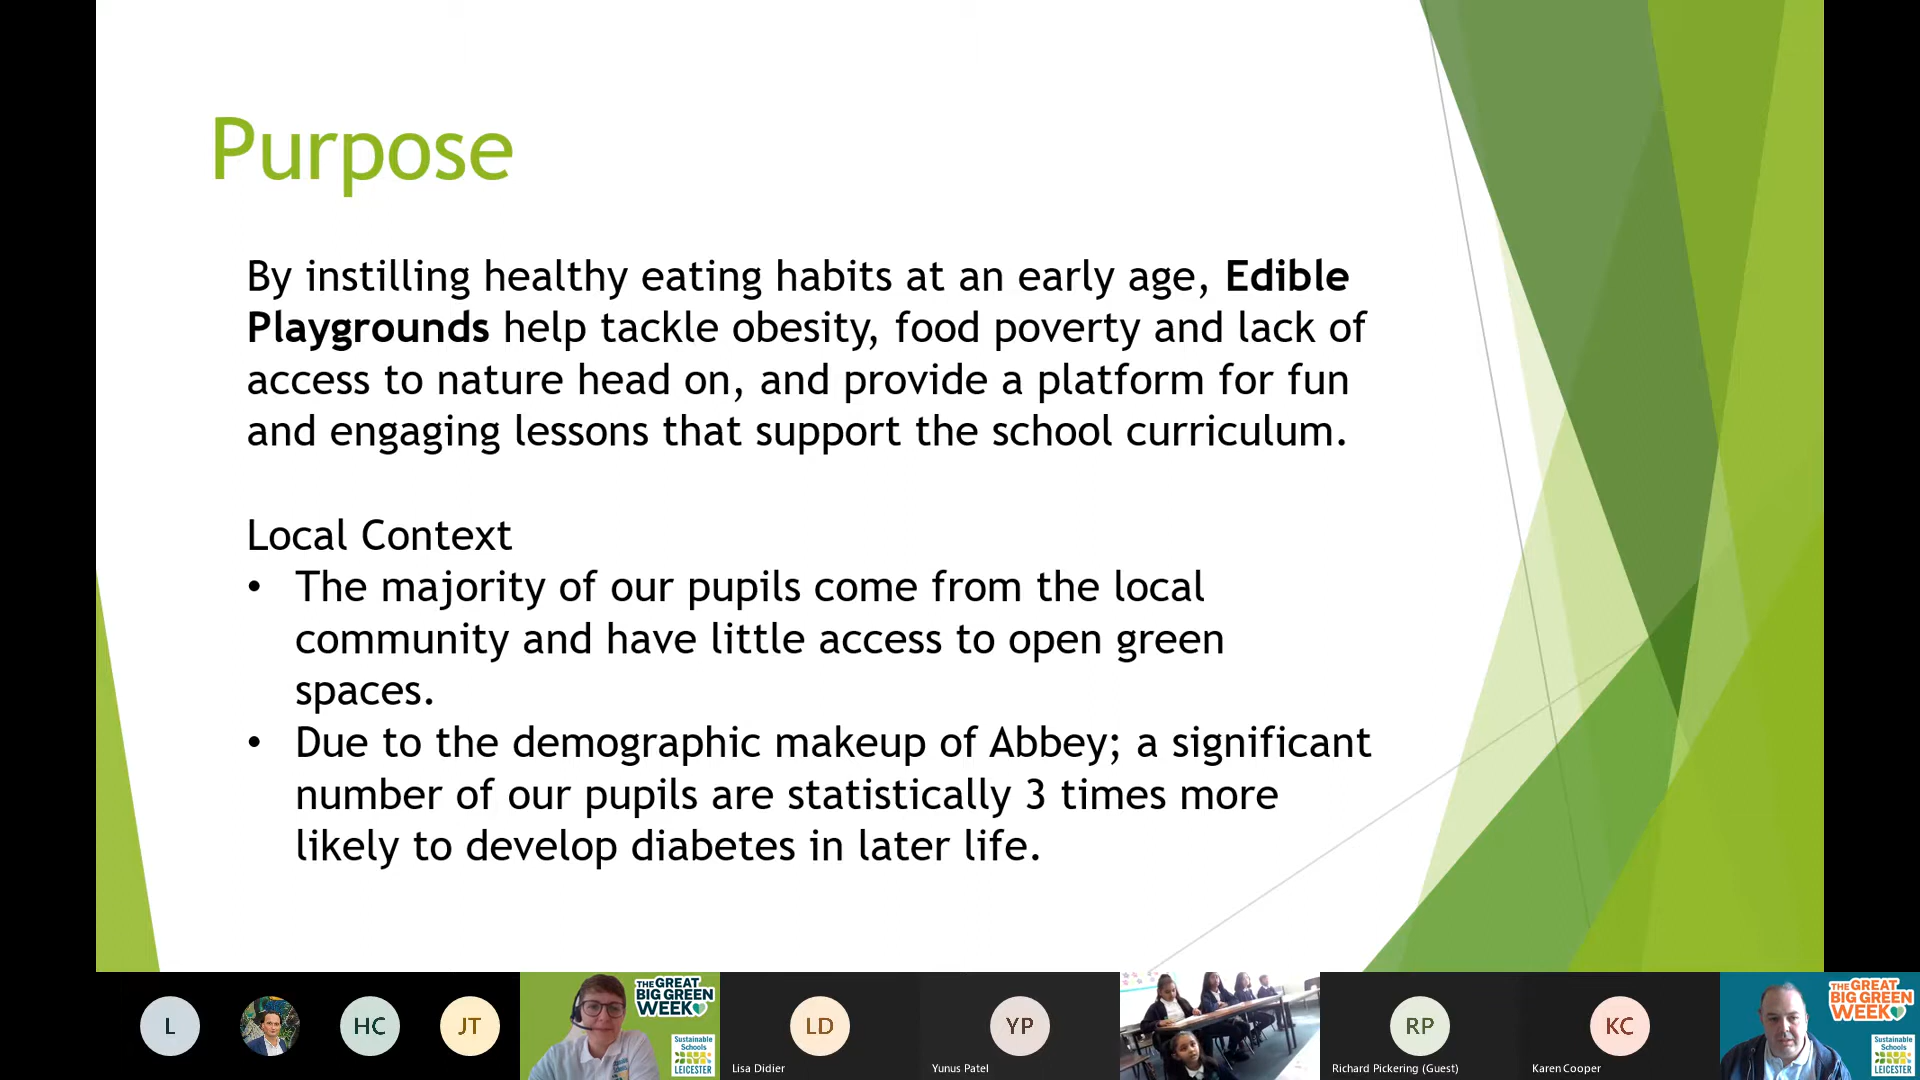 Purpose
By instilling healthy eating habits at an early age, Edible
Playgrounds help tackle obesity, food poverty and lack of
access to nature head on, and provide a platform for fun
and engaging lessons that support the school curriculum.
Local Context
• The majority of our pupils come from the local
community and have little access to open green
spaces.
• Due to the demographic makeup of Abbey; a significant
number of our pupils are statistically 3 times more
likely to develop diabetes in later life.
L
HC
JT
THE GREAT
BIG GREEN
WEEK
Sustainable
Schools
LEICESTER
LD
Lisa Didier
YP
Yunus Patel
RP
Richard Pickering (Guest)
KC
Karen Cooper
THE GREAT
BIG GREEN
WEEK
Sustainable
Schools
LEICESTER